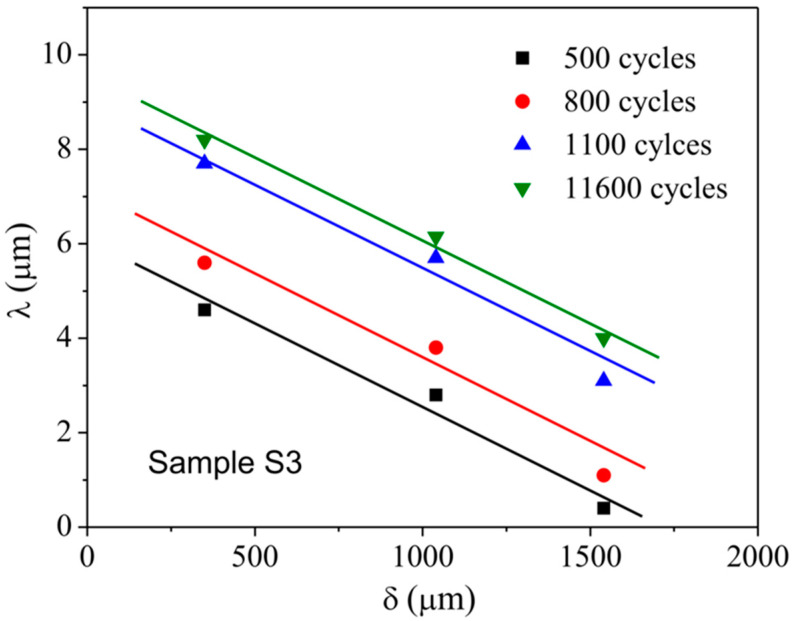 10
8
6
4
2
0
λ (μm)
500 cycles
800 cycles
1100 cylces
11600 cycles
Sample S3
0 500 1000 1500 2000
δ (μm)